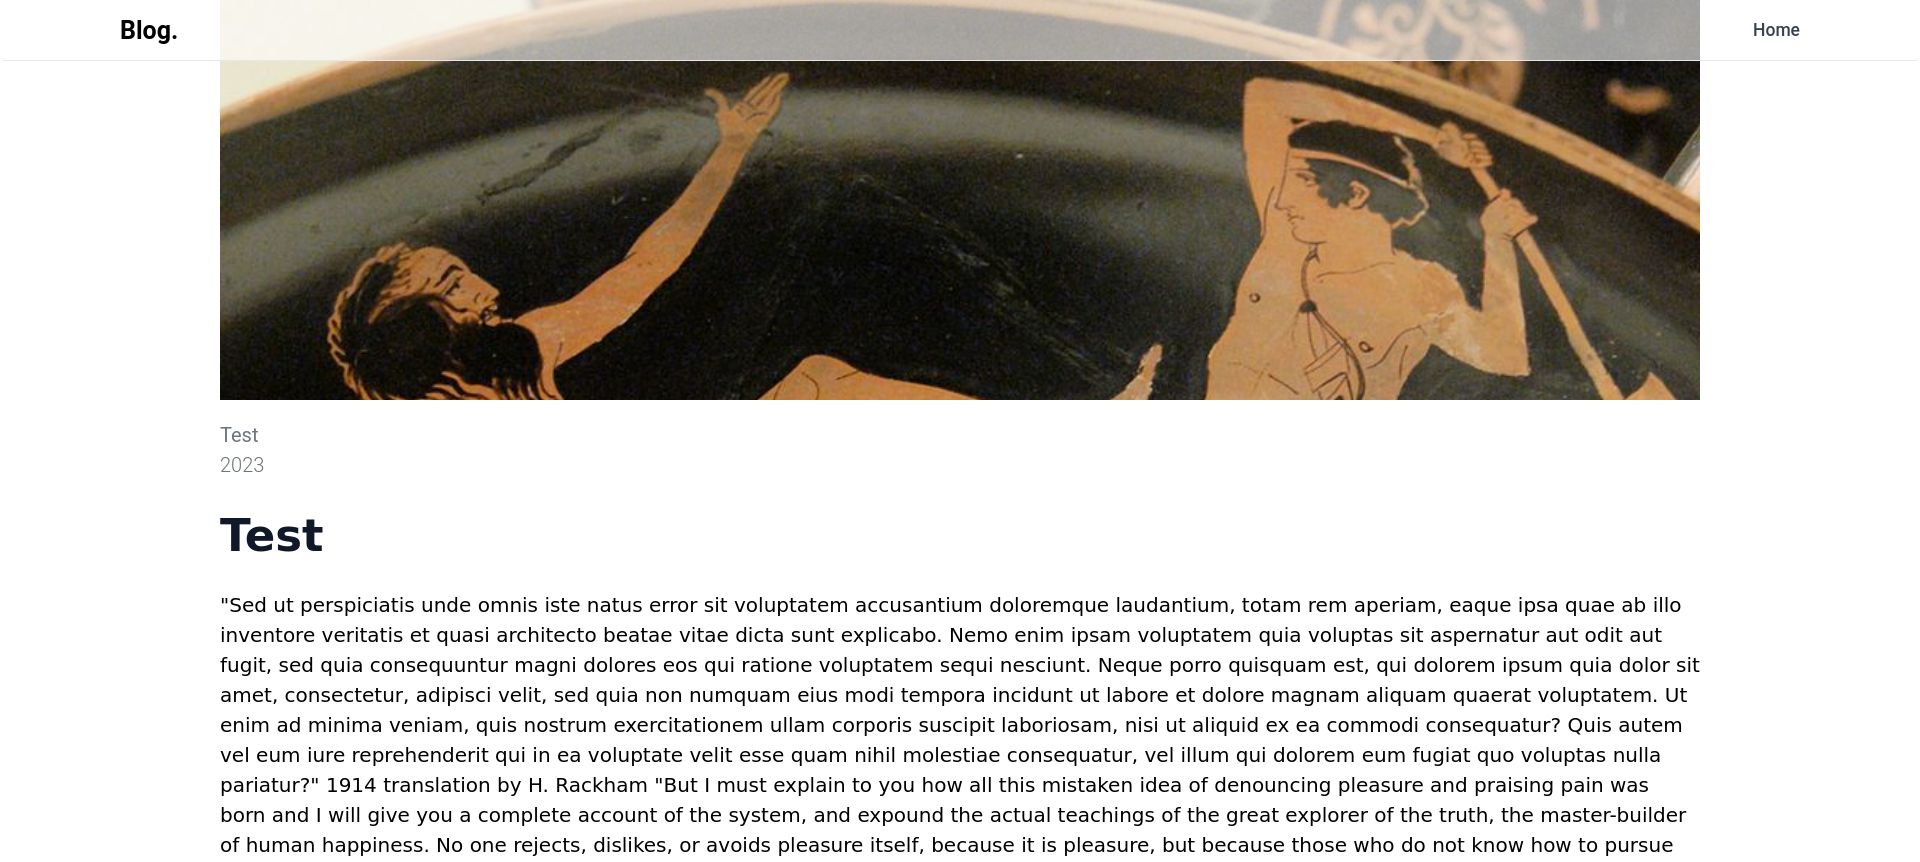 Blog.
Home
Test
2023
Test
"Sed ut perspiciatis unde omnis iste natus error sit voluptatem accusantium doloremque laudantium, totam rem aperiam, eaque ipsa quae ab illo
inventore veritatis et quasi architecto beatae vitae dicta sunt explicabo. Nemo enim ipsam voluptatem quia voluptas sit aspernatur aut odit aut
fugit, sed quia consequuntur magni dolores eos qui ratione voluptatem sequi nesciunt. Neque porro quisquam est, qui dolorem ipsum quia dolor sit
amet, consectetur, adipisci velit, sed quia non numquam eius modi tempora incidunt ut labore et dolore magnam aliquam quaerat voluptatem. Ut
enim ad minima veniam, quis nostrum exercitationem ullam corporis suscipit laboriosam, nisi ut aliquid ex ea commodi consequatur? Quis autem
vel eum iure reprehenderit qui in ea voluptate velit esse quam nihil molestiae consequatur, vel illum qui dolorem eum fugiat quo voluptas nulla
pariatur?" 1914 translation by H. Rackham "But I must explain to you how all this mistaken idea of denouncing pleasure and praising pain was
born and I will give you a complete account of the system, and expound the actual teachings of the great explorer of the truth, the master-builder
of human happiness. No one rejects, dislikes, or avoids pleasure itself, because it is pleasure, but because those who do not know how to pursue